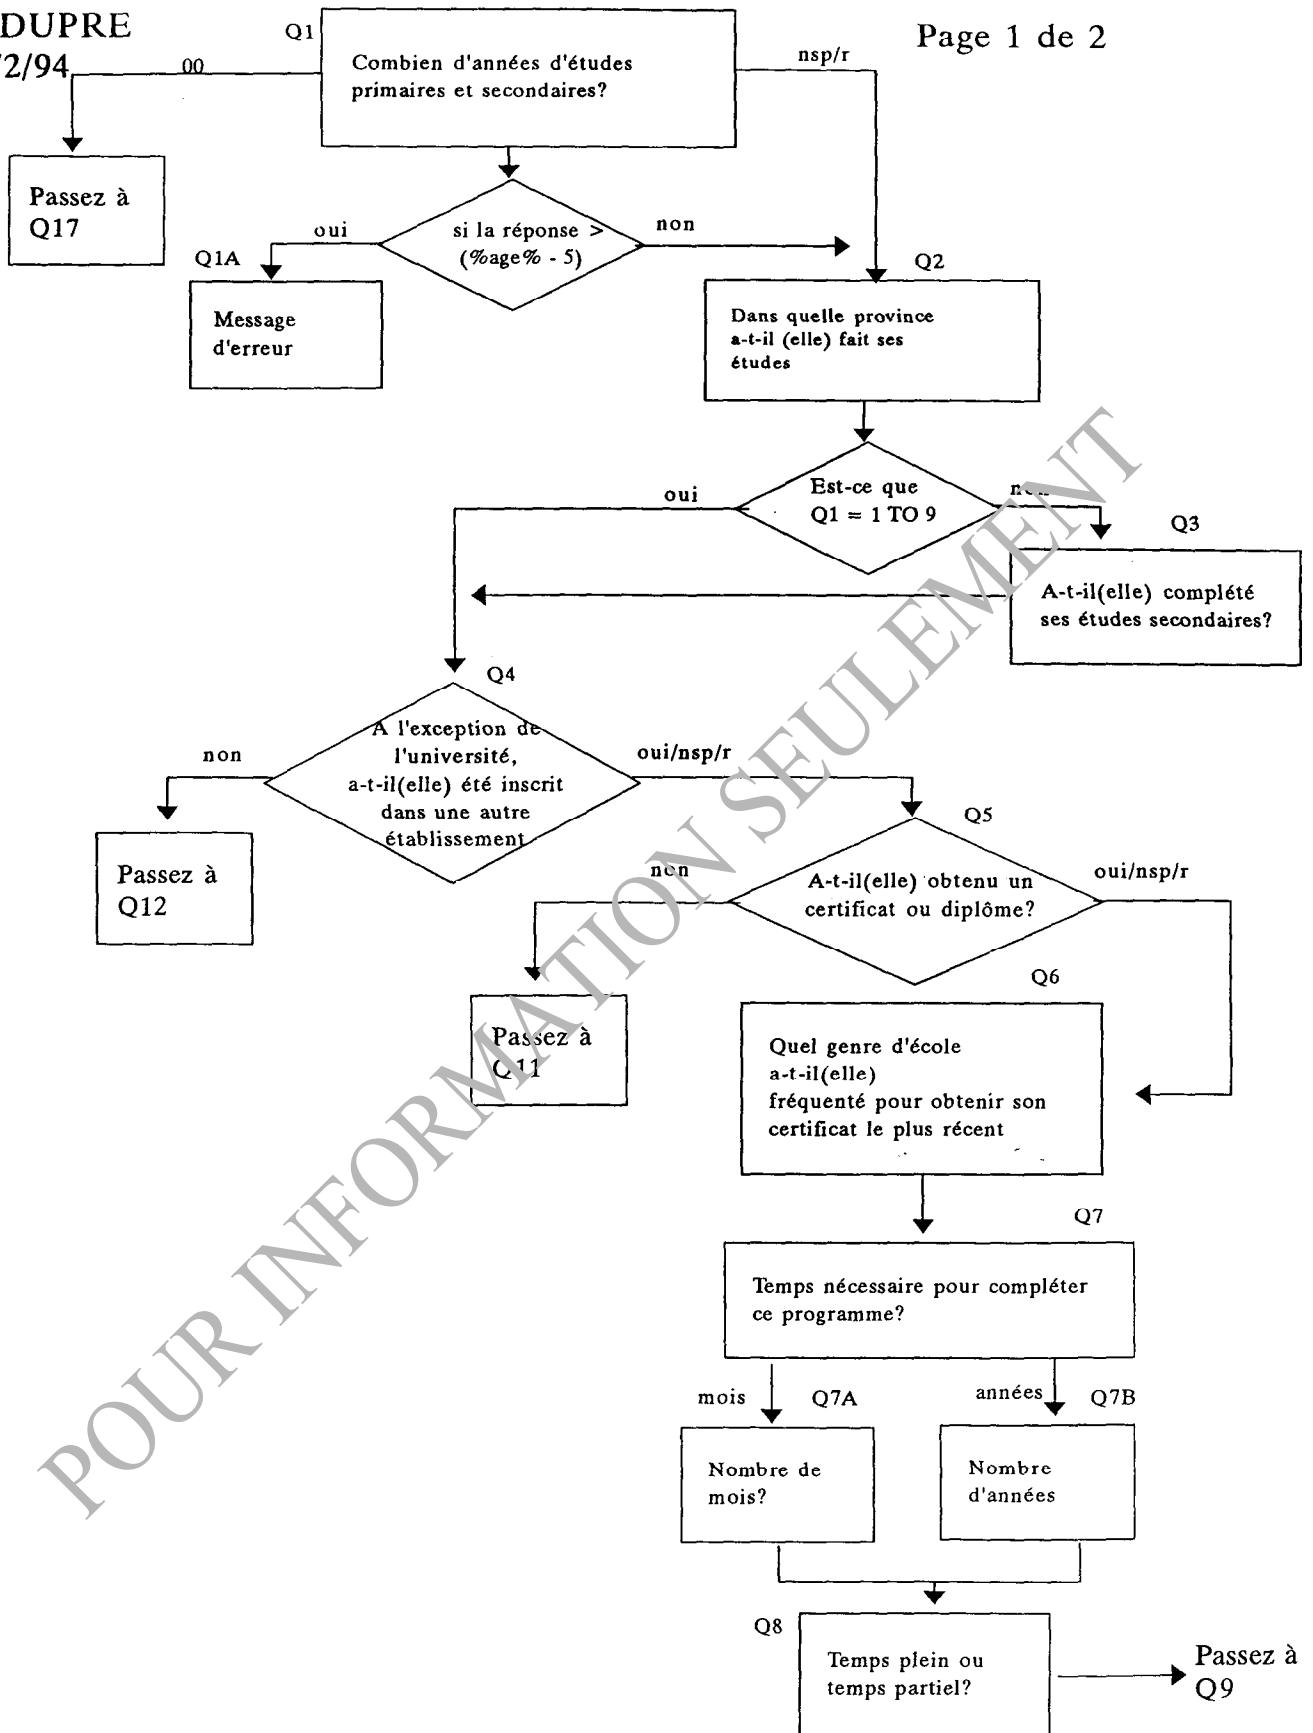 DUPRE
/2/94
Page 1 de 2
Q1
Combien d'années d'études
primaires et secondaires?
00
nsp/r
Passez à
Q17
oui
si la réponse >
(%age% - 5)
non
Q1A
Message
d'erreur
Q2
Dans quelle province
a-t-il (elle) fait ses
études
oui
Est-ce que
Q1 = 1 TO 9
non
Q3
A-t-il(elle) complété
ses études secondaires?
Q4
non
A l'exception de
l'université,
a-t-il(elle) été inscrit
dans une autre
établissement
oui/nsp/r
Passez à
Q12
Q5
non
A-t-il(elle) obtenu un
certificat ou diplôme?
oui/nsp/r
Passez à
Q11
Q6
Quel genre d'école
a-t-il(elle)
fréquenté pour obtenir son
certificat le plus récent
Q7
Temps nécessaire pour compléter
ce programme?
mois
Q7A
années
Q7B
Nombre de
mois?
Nombre
d'années
Q8
Temps plein ou
temps partiel?
Passez à
Q9
POUR INFORMATION SEULEMENT